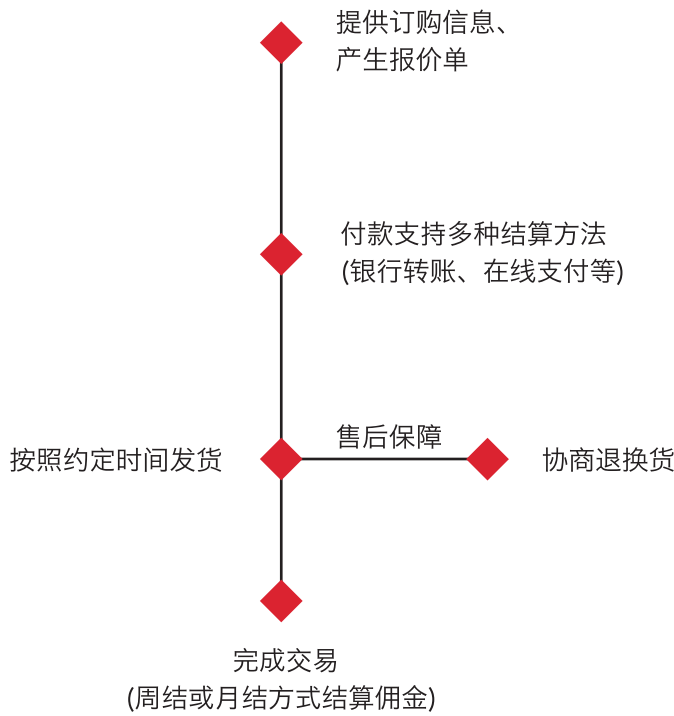 提供订购信息、
产生报价单
付款支持多种结算方法
(银行转账、在线支付等)
售后保障
按照约定时间发货
协商退换货
完成交易
(周结或月结方式结算佣金)